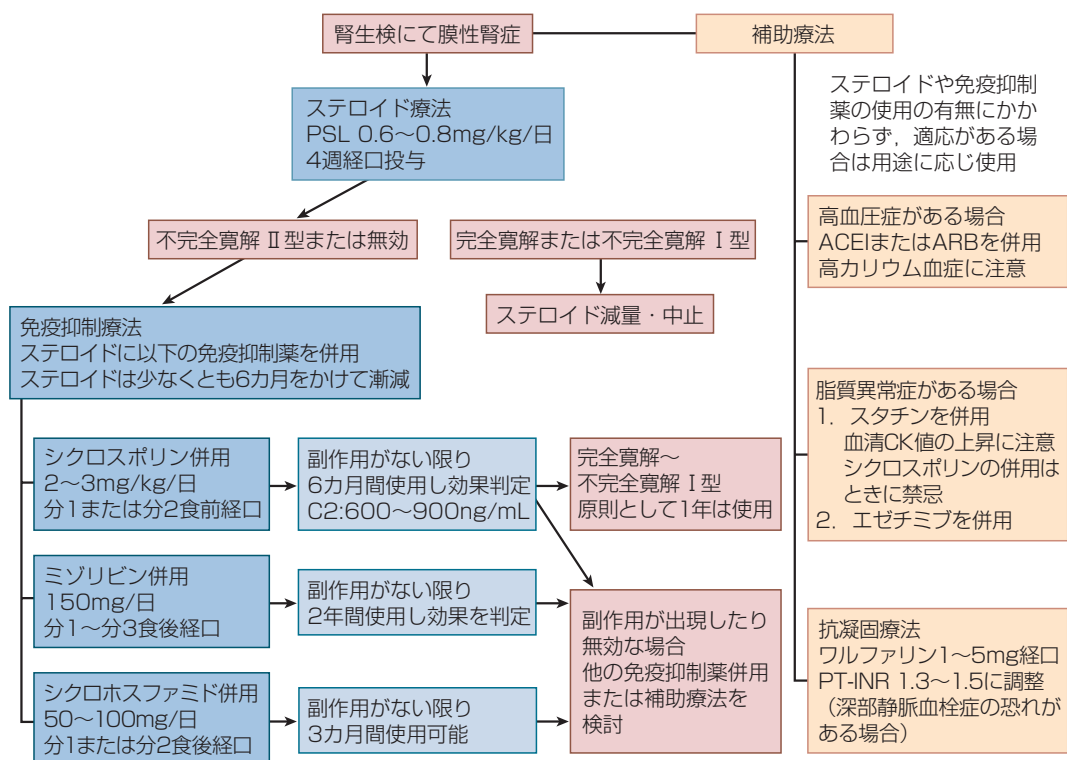 腎生検にて膜性腎症
補助療法
ステロイド療法
PSL 0.6〜0.8mg/kg/日
4週経口投与
ステロイドや免疫抑制
薬の使用の有無にかか
わらず，適応がある場
合は用途に応じ使用
不完全寛解 Ⅱ型または無効
完全寛解または不完全寛解 Ⅰ型
高血圧症がある場合
ACEIまたはARBを併用
高カリウム血症に注意
ステロイド減量・中止
免疫抑制療法
ステロイドに以下の免疫抑制薬を併用
ステロイドは少なくとも6カ月をかけて漸減
脂質異常症がある場合
1. スタチンを併用
血清CK値の上昇に注意
シクロスポリンの併用は
ときに禁忌
2. エゼチミブを併用
シクロスポリン併用
2〜3mg/kg/日
分1または分2食前経口
副作用がない限り
6カ月間使用し効果判定
C2:600〜900ng/mL
完全寛解〜
不完全寛解 Ⅰ型
原則として1年は使用
ミゾリビン併用
150mg/日
分1〜分3食後経口
副作用がない限り
2年間使用し効果を判定
副作用が出現したり
無効な場合
他の免疫抑制薬併用
または補助療法を
検討
抗凝固療法
ワルファリン1〜5mg経口
PT-INR 1.3〜1.5に調整
（深部静脈血栓症の恐れが
ある場合）
シクロホスファミド併用
50〜100mg/日
分1または分2食後経口
副作用がない限り
3カ月間使用可能